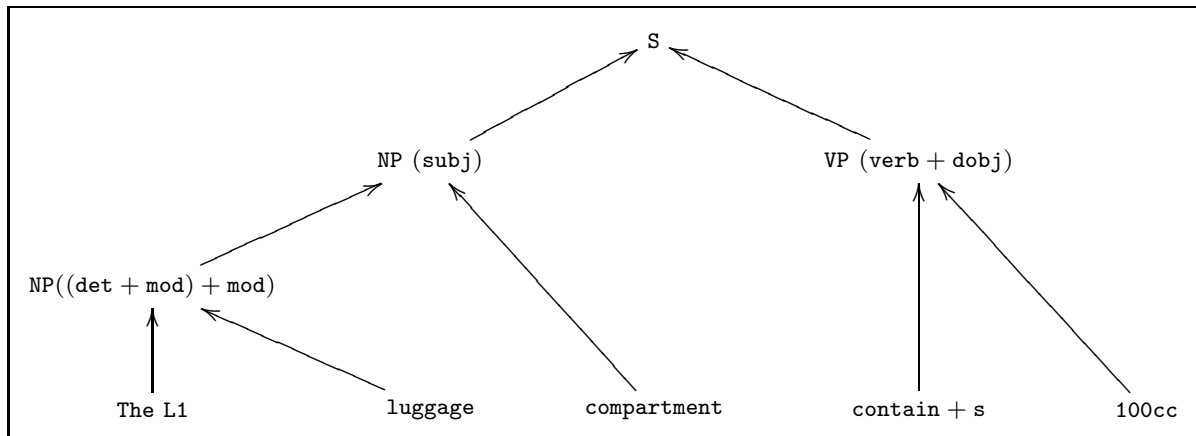 S
NP (subj) VP (verb + dobj)
NP((det + mod) + mod)
The L1 luggage compartment contain + s 100cc